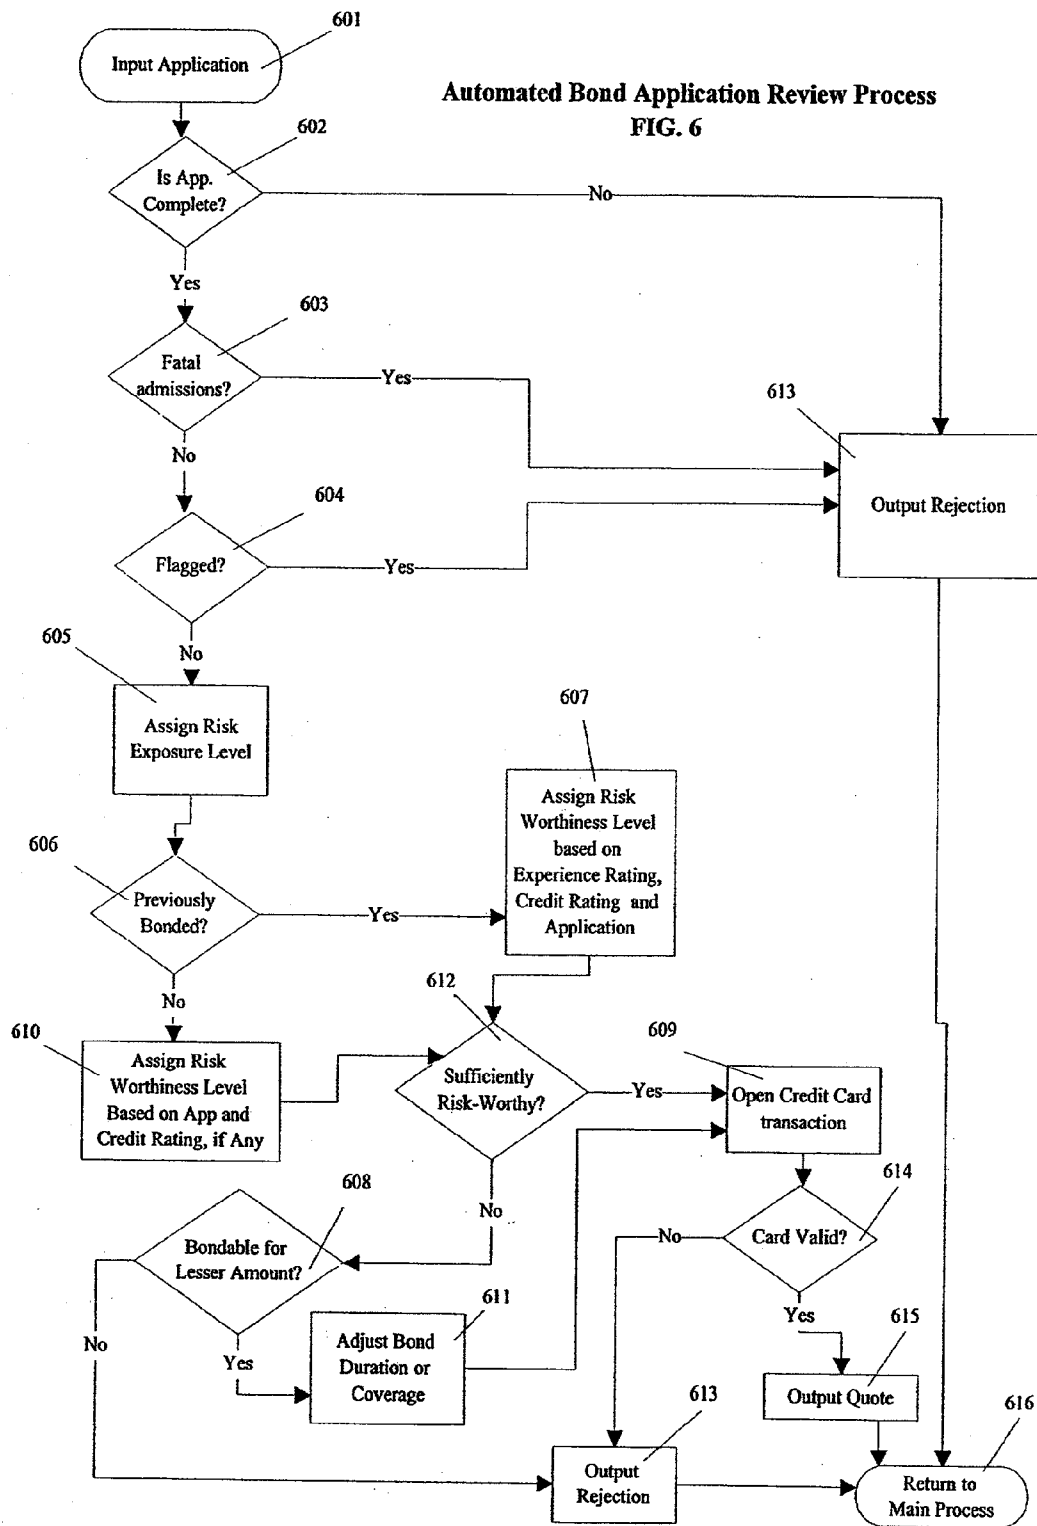 601
Input Application
Automated Bond Application Review Process
FIG. 6
602
Is App.
Complete?
No
Yes
603
Fatal
admissions?
Yes
613
No
604
Output Rejection
Flagged?
Yes
605
No
Assign Risk
Exposure Level
607
Assign Risk
Worthiness Level
based on
Experience Rating,
Credit Rating and
Application
606
Previously
Bonded?
Yes
No
612
609
610
Assign Risk
Worthiness Level
Based on App and
Credit Rating, if Any
Sufficiently
Risk-Worthy?
Yes
Open Credit Card
transaction
608
No
614
Bondable for
Lesser Amount?
No
Card Valid?
611
Yes
615
No
Yes
Adjust Bond
Duration or
Coverage
Output Quote
613
616
Output
Rejection
Return to
Main Process